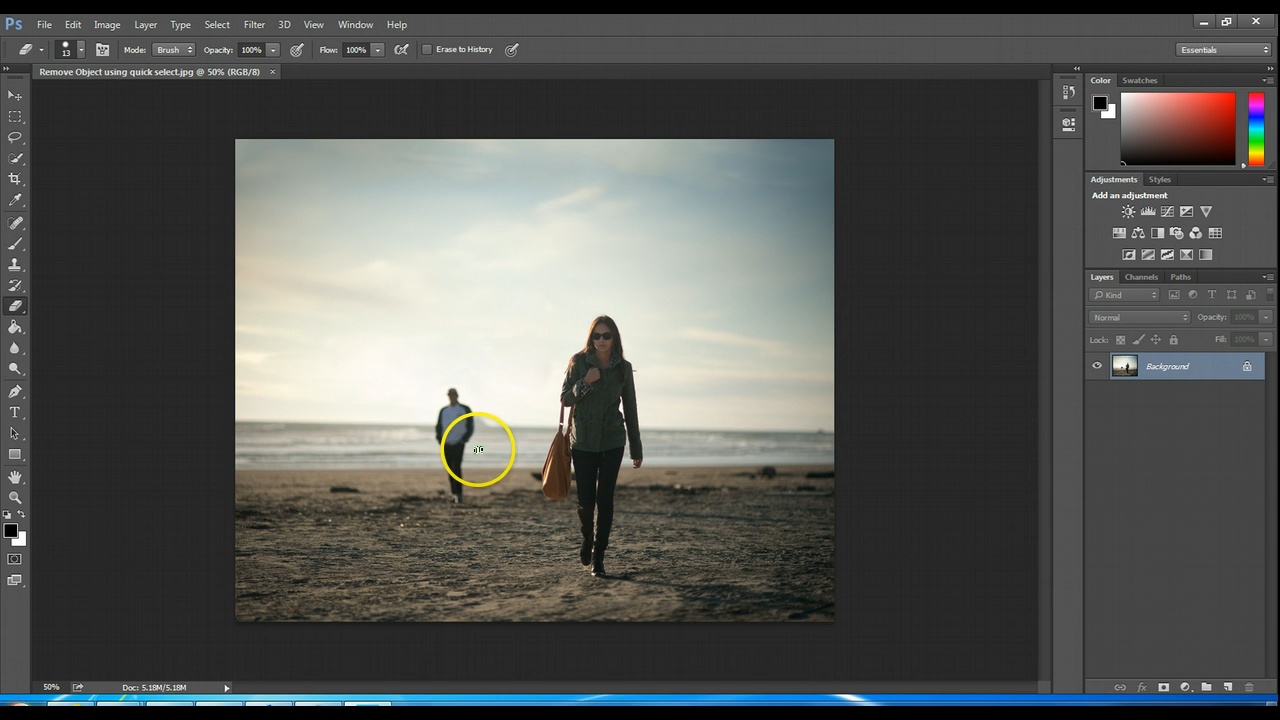 Ps File Edit Image Layer Type Select Filter 3D View Window Help
13 Mode: Brush Opacity: 100% Flow: 100% Erase to History Essentials
Remove Object using quick select.jpg @ 50% (RGB/8) ×
Color Swatches
Adjustments Styles
Add an adjustment
Layers Channels Paths
Kind
Normal Opacity: 100%
Lock: Fill: 100%
Background
50% Doc: 5.18M/5.18M